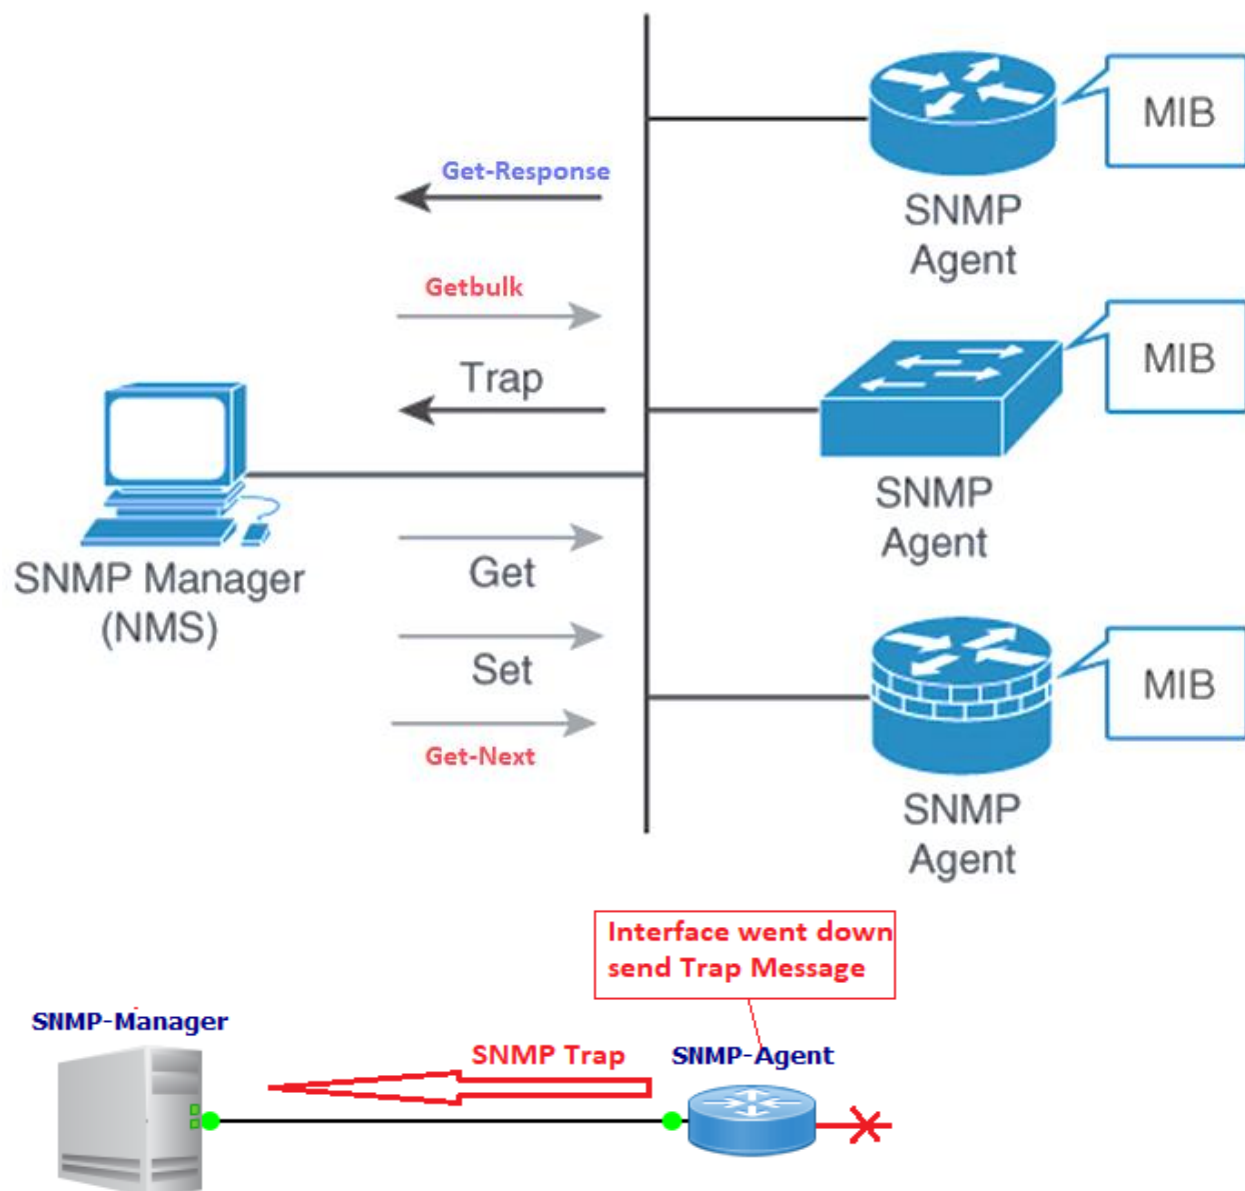 MIB
SNMP
Agent
Get-Response
Getbulk
MIB
Trap
SNMP
Agent
SNMP Manager
(NMS)
Get
Set
Get-Next
MIB
SNMP
Agent
Interface went down
send Trap Message
SNMP-Manager
SNMP Trap
SNMP-Agent